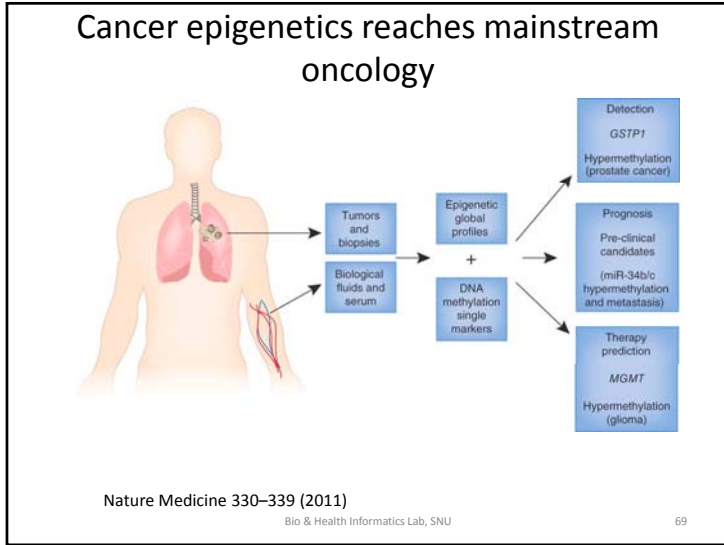 Cancer epigenetics reaches mainstream
oncology
Tumors
and
biopsies
Biological
fluids and
serum
Epigenetic
global
profiles
+
DNA
methylation
single
markers
Detection
GSTP1
Hypermethylation
(prostate cancer)
Prognosis
Pre-clinical
candidates
(miR-34b/c
hypermethylation
and metastasis)
Therapy
prediction
MGMT
Hypermethylation
(glioma)
Nature Medicine 330–339 (2011)
Bio & Health Informatics Lab, SNU
69